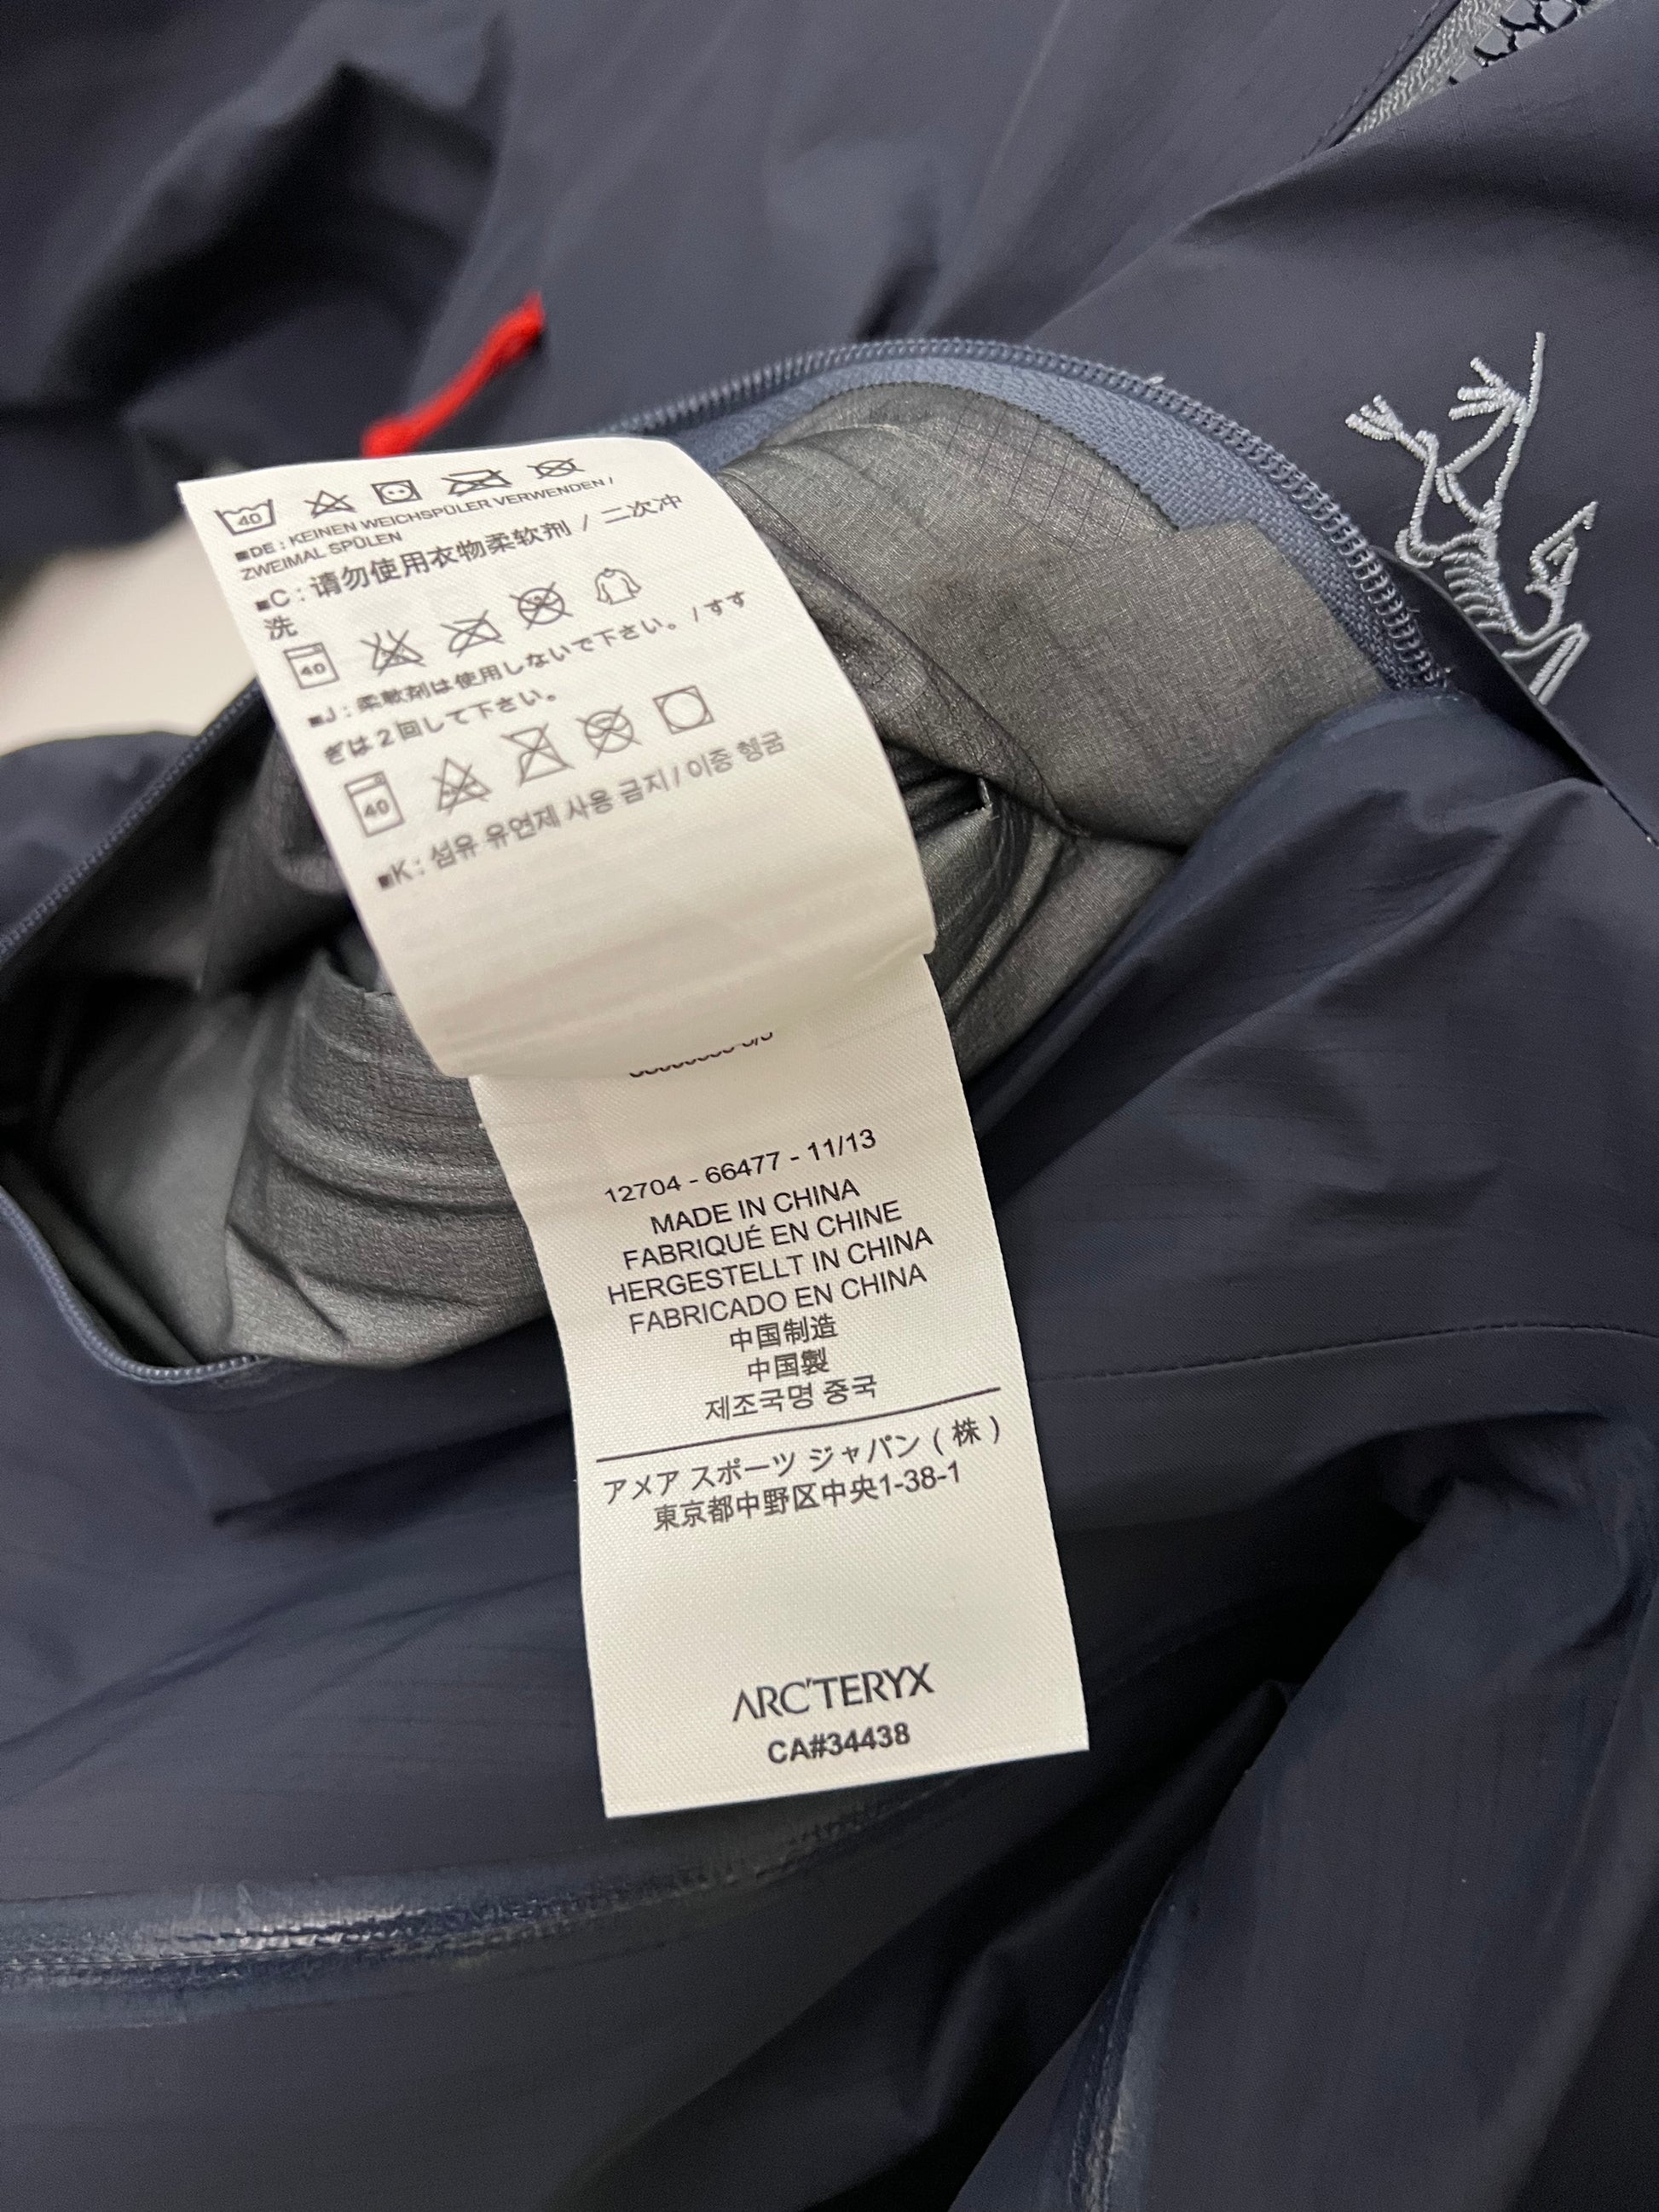 40
■DE : KEINEN WEICHSPÜLER VERWENDEN /
ZWEIMAL SPÜLEN
■C : 请勿使用衣物柔软剂 / 二次冲
洗
40
■J : 柔軟剤は使用しないで下さい。/ すす
ぎは2回して下さい。
40
■K : 섬유 유연제 사용 금지 / 이중 헹굼
12704 - 66477 - 11/13
MADE IN CHINA
FABRIQUÉ EN CHINE
HERGESTELLT IN CHINA
FABRICADO EN CHINA
中国制造
中国製
제조국명 중국
アメア スポーツ ジャパン ( 株 )
東京都中野区中央1-38-1
ARC'TERYX
CA#34438